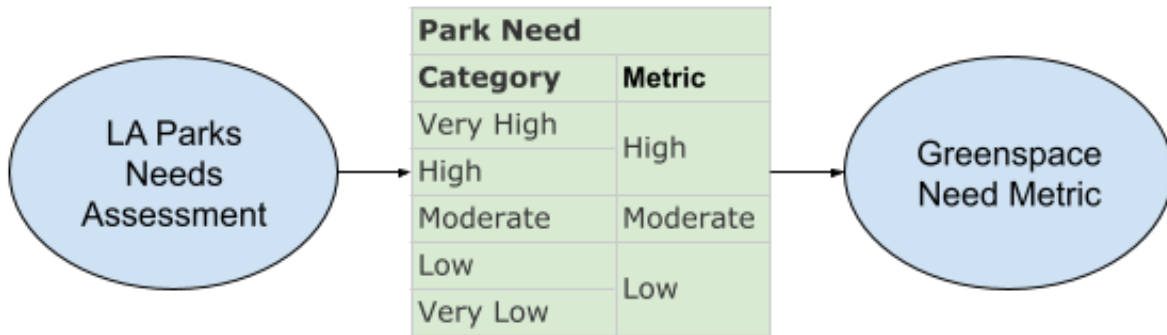 LA Parks
Needs
Assessment
Park Need
Category Metric
Very High
High
High
Moderate Moderate
Low
Low
Very Low
Greenspace
Need Metric